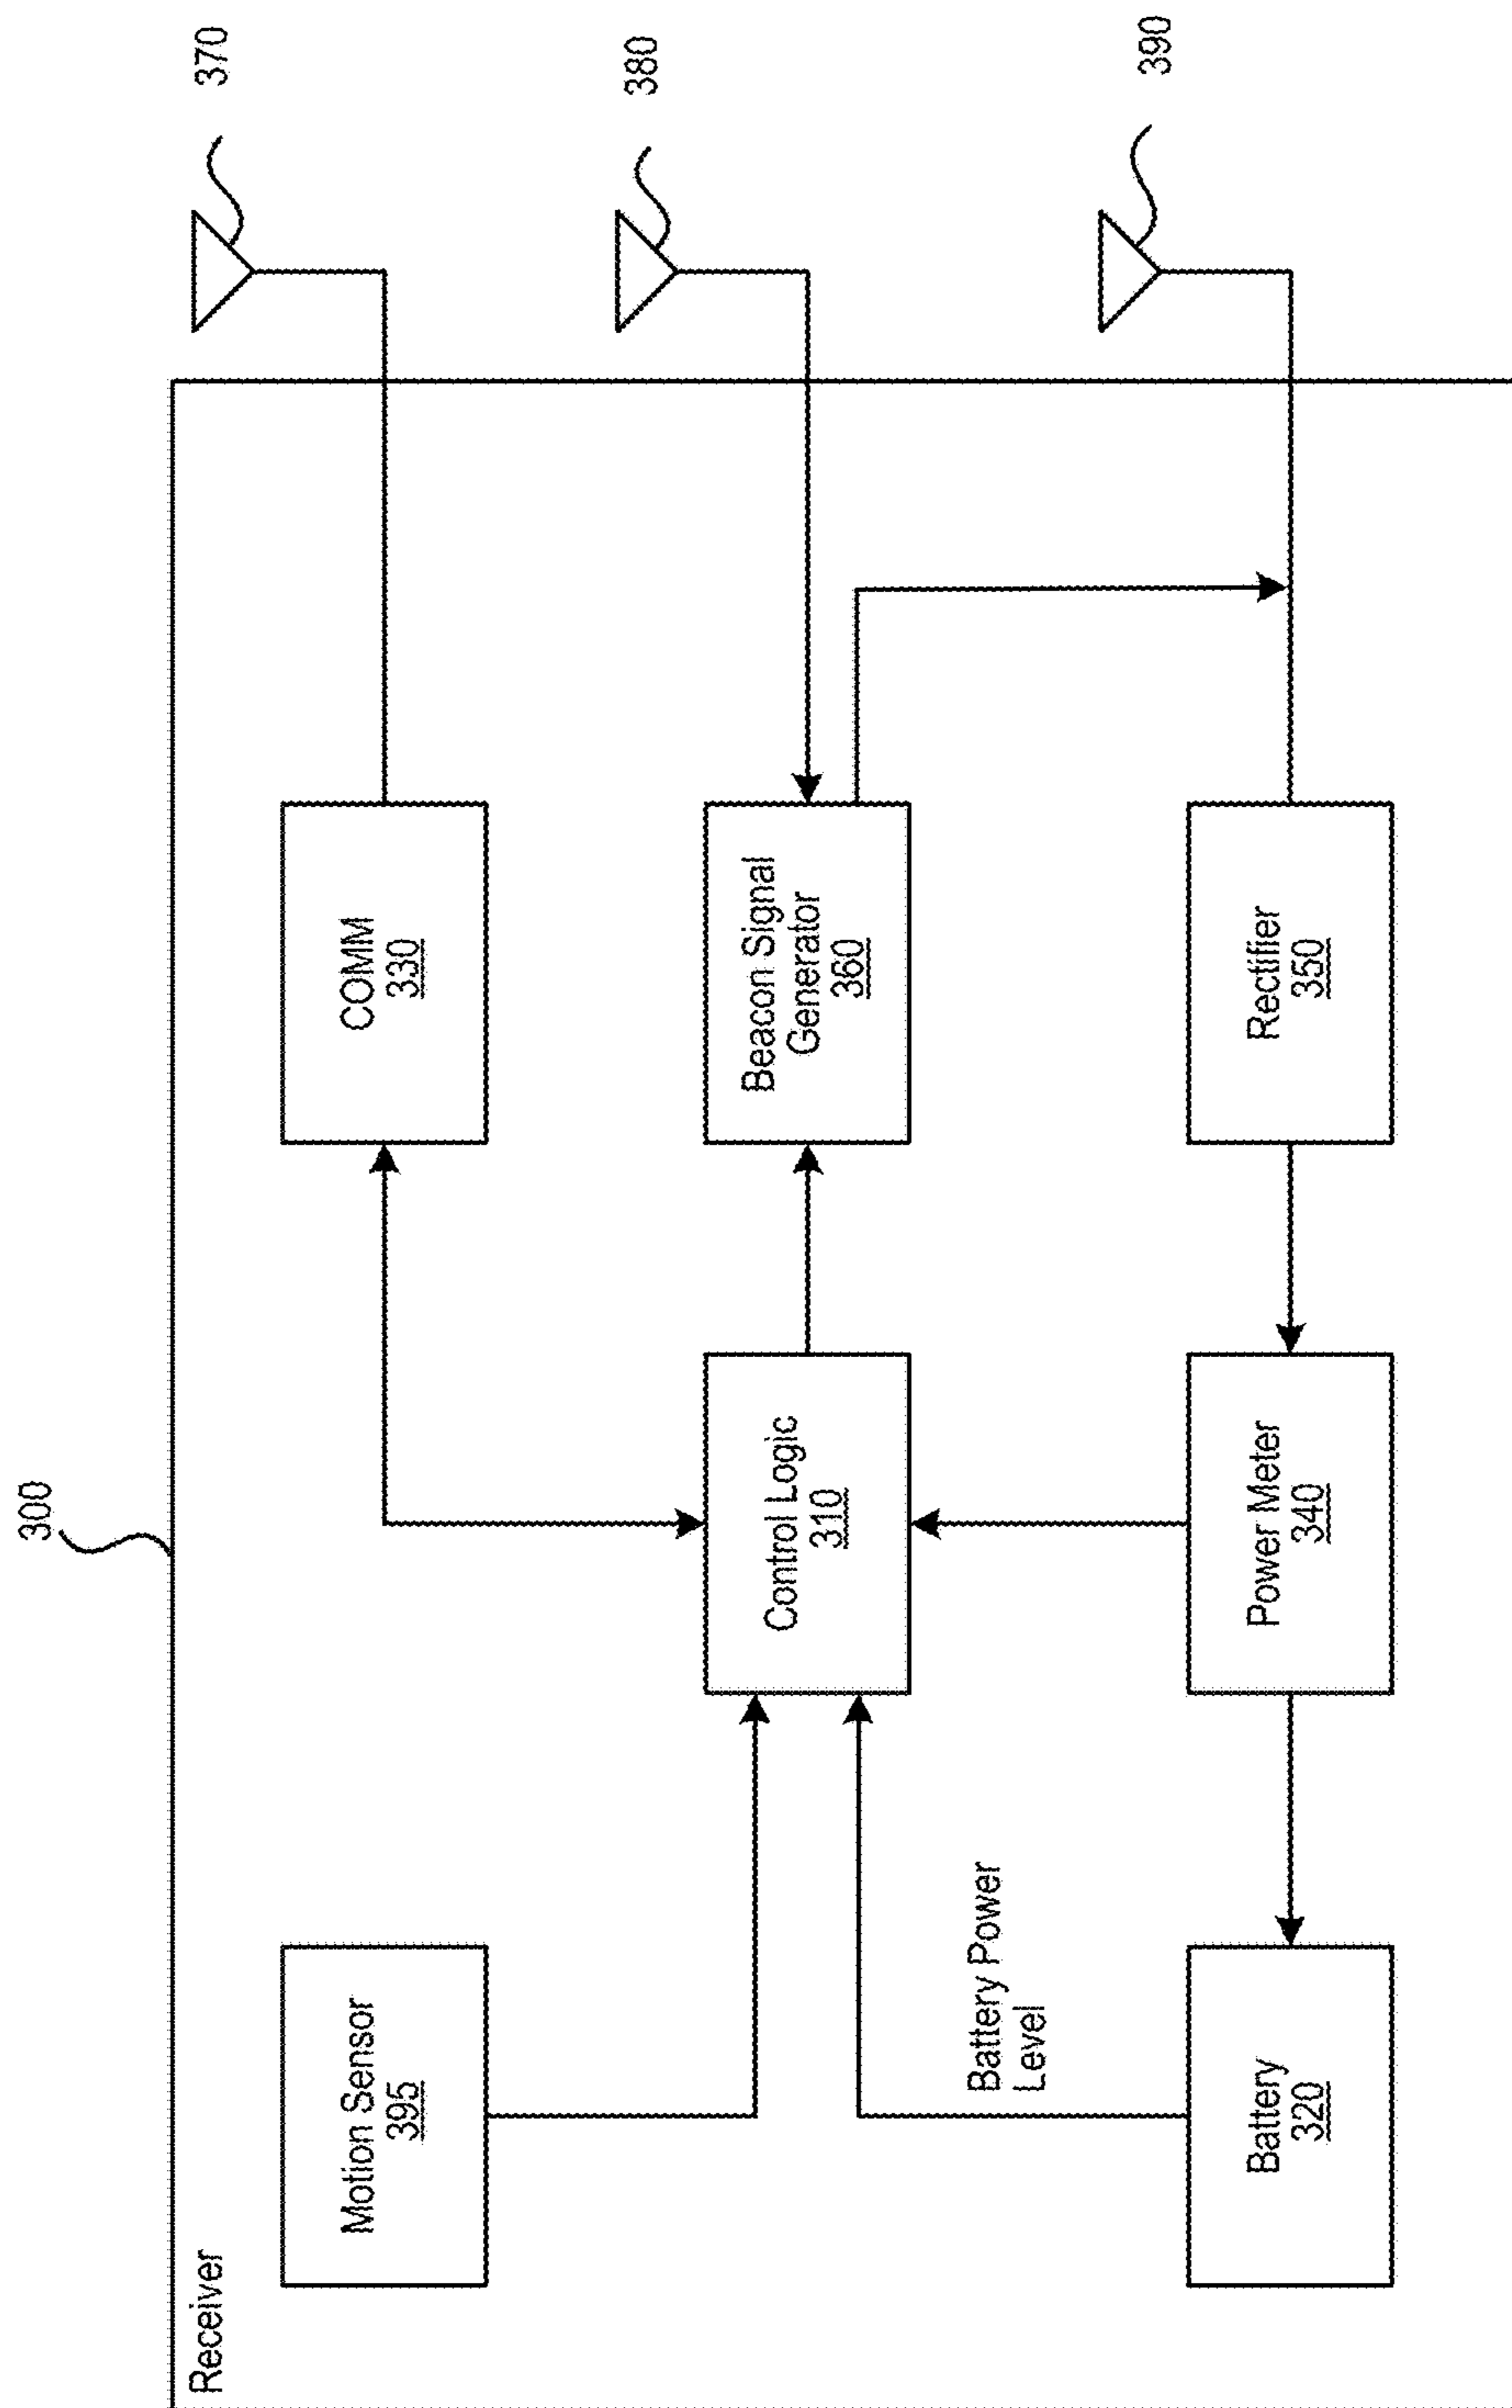 300
Receiver
370
380
390
Motion Sensor
395
COMM
330
Control Logic
310
Beacon Signal
Generator
360
Battery Power
Level
Battery
320
Power Meter
340
Rectifier
350